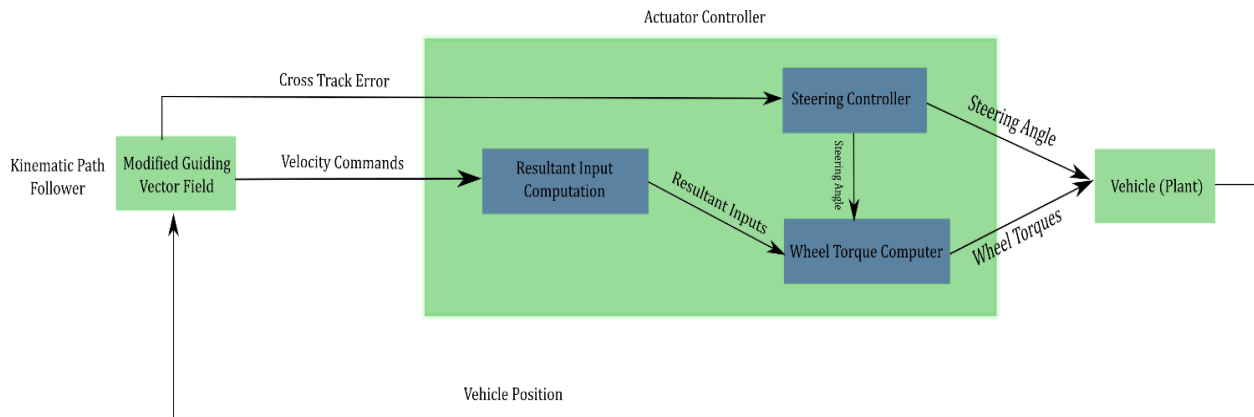 Actuator Controller
Cross Track Error
Steering Controller
Steering Angle
Kinematic Path
Follower
Modified Guiding
Vector Field
Velocity Commands
Resultant Input
Computation
Steering Angle
Resultant Inputs
Wheel Torque Computer
Wheel Torques
Vehicle (Plant)
Vehicle Position